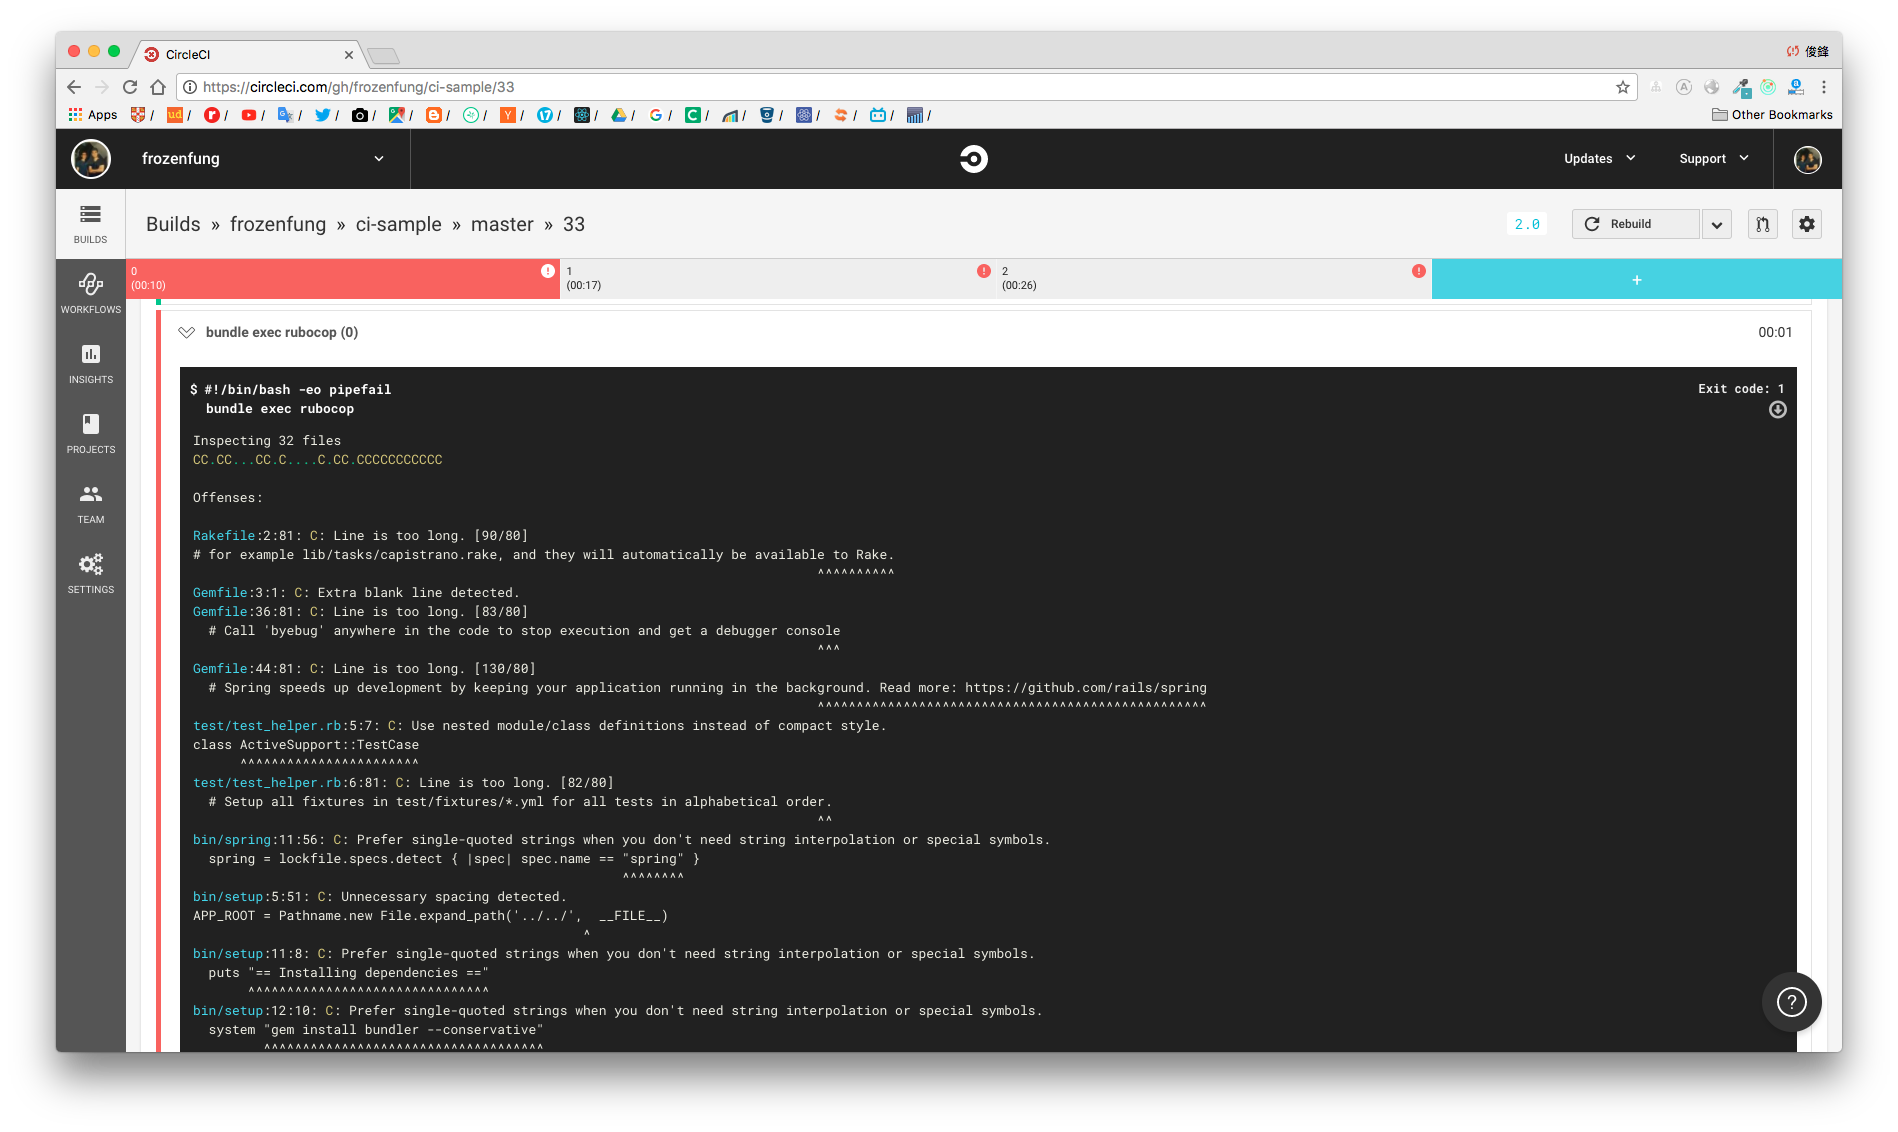 CircleCI
俊鋒
https://circleci.com/gh/frozenfung/ci-sample/33
Apps / ud / / / / / / / / / / Y / / / / / / / / / / / / /
Other Bookmarks
frozenfung
Updates
Support
BUILDS
Builds » frozenfung » ci-sample » master » 33
2.0
Rebuild
0
(00:10)
1
(00:17)
2
(00:26)
+
WORKFLOWS
INSIGHTS
PROJECTS
TEAM
SETTINGS
bundle exec rubocop (0)
00:01
$ #!/bin/bash -eo pipefail
bundle exec rubocop
Exit code: 1
Inspecting 32 files
CC.CC...CC.C....C.CC.CCCCCCCCCCC
Offenses:
Rakefile:2:81: C: Line is too long. [90/80]
# for example lib/tasks/capistrano.rake, and they will automatically be available to Rake.
^^^^^^^^^^
Gemfile:3:1: C: Extra blank line detected.
Gemfile:36:81: C: Line is too long. [83/80]
# Call 'byebug' anywhere in the code to stop execution and get a debugger console
^^^
Gemfile:44:81: C: Line is too long. [130/80]
# Spring speeds up development by keeping your application running in the background. Read more: https://github.com/rails/spring
^^^^^^^^^^^^^^^^^^^^^^^^^^^^^^^^^^^^^^^^^^^^^^^^^^
test/test_helper.rb:5:7: C: Use nested module/class definitions instead of compact style.
class ActiveSupport::TestCase
^^^^^^^^^^^^^^^^^^^^^^^
test/test_helper.rb:6:81: C: Line is too long. [82/80]
# Setup all fixtures in test/fixtures/*.yml for all tests in alphabetical order.
^^
bin/spring:11:56: C: Prefer single-quoted strings when you don't need string interpolation or special symbols.
spring = lockfile.specs.detect { |spec| spec.name == "spring" }
^^^^^^^^
bin/setup:5:51: C: Unnecessary spacing detected.
APP_ROOT = Pathname.new File.expand_path('../../',  __FILE__)
^
bin/setup:11:8: C: Prefer single-quoted strings when you don't need string interpolation or special symbols.
puts "== Installing dependencies =="
^^^^^^^^^^^^^^^^^^^^^^^^^^^^^^^
bin/setup:12:10: C: Prefer single-quoted strings when you don't need string interpolation or special symbols.
system "gem install bundler --conservative"
^^^^^^^^^^^^^^^^^^^^^^^^^^^^^^^^^^^^
?